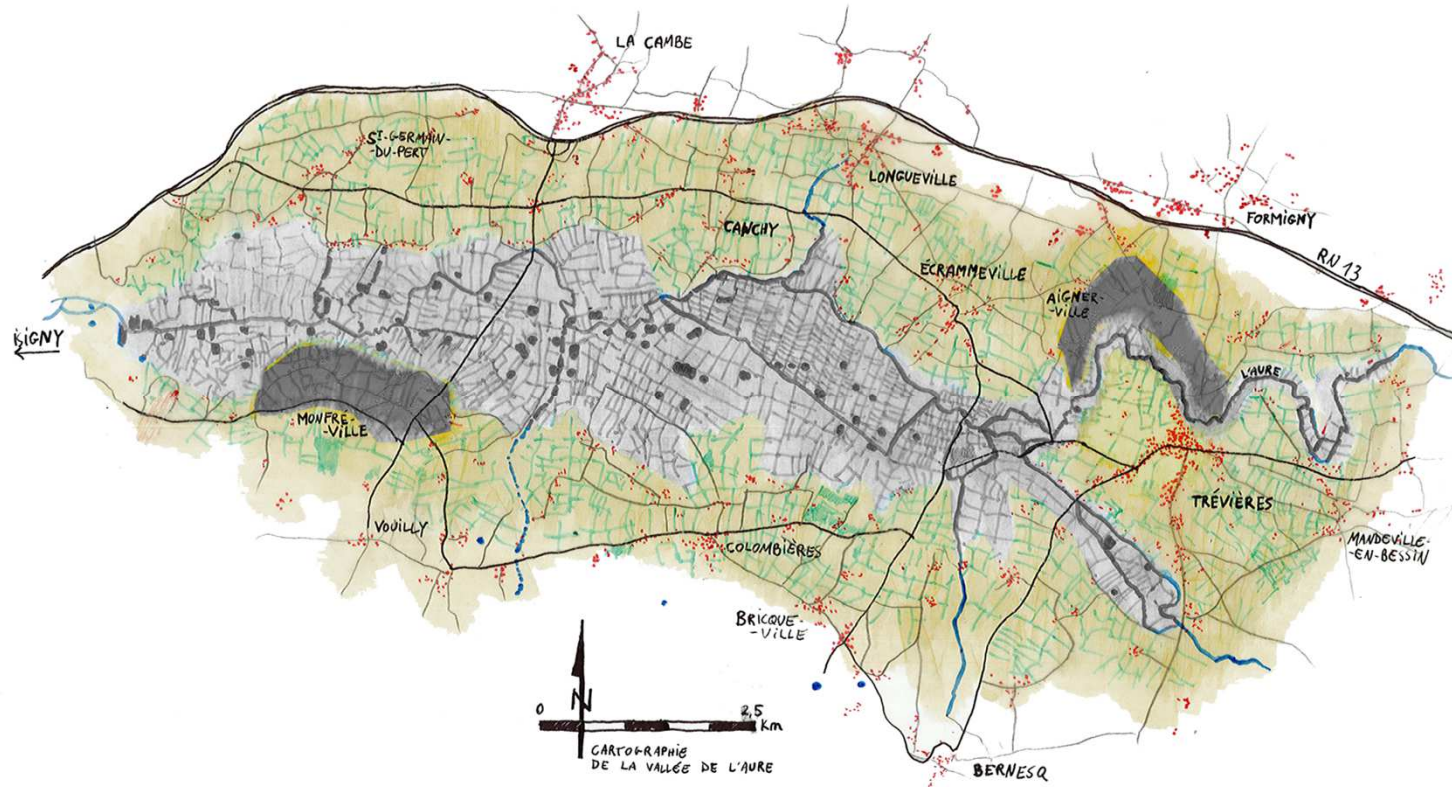 LA CAMBE
ST-GERMAIN-
-DU-PERT
LONGUEVILLE
FORMIGNY
CANCHY
RN 13
ÉCRAMMEVILLE
AIGNER-
-VILLE
ISIGNY
L'AURE
MONFRE-
-VILLE
TRÉVIÈRES
VOUILLY
COLOMBIÈRES
MANDEVILLE
-EN-BESSIN
BRICQUE-
-VILLE
N
0
2,5
Km
CARTOGRAPHIE
DE LA VALLÉE DE L'AURE
BERNESQ